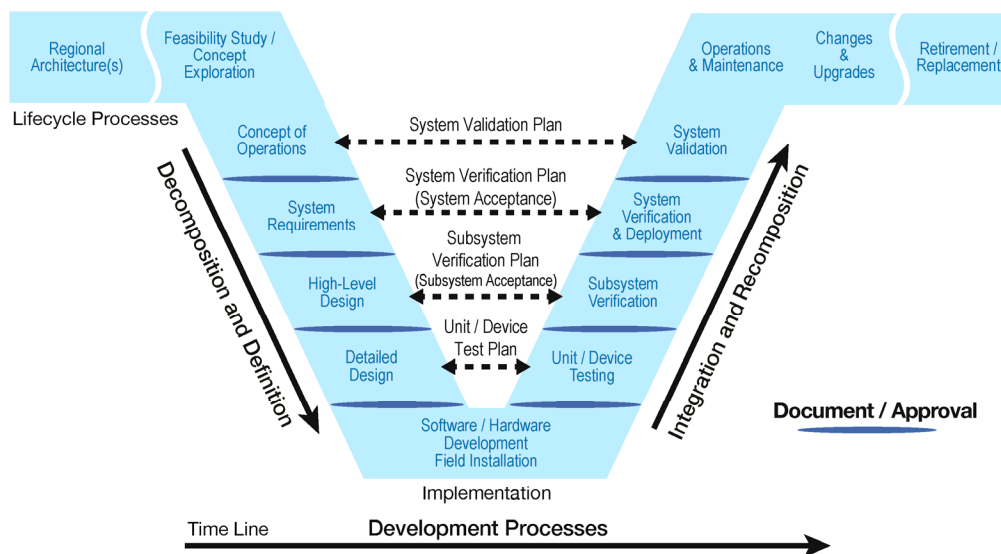 Regional
Architecture(s)
Feasibility Study /
Concept
Exploration
Operations
& Maintenance
Changes
&
Upgrades
Retirement /
Replacement
Lifecycle Processes
Concept of
Operations
System Validation Plan
System
Validation
System Verification Plan
(System Acceptance)
System
Requirements
System
Verification
& Deployment
Subsystem
Verification Plan
(Subsystem Acceptance)
High-Level
Design
Subsystem
Verification
Unit / Device
Test Plan
Detailed
Design
Unit / Device
Testing
Decomposition and Definition
Integration and Recomposition
Document / Approval
Software / Hardware
Development
Field Installation
Implementation
Time Line
Development Processes